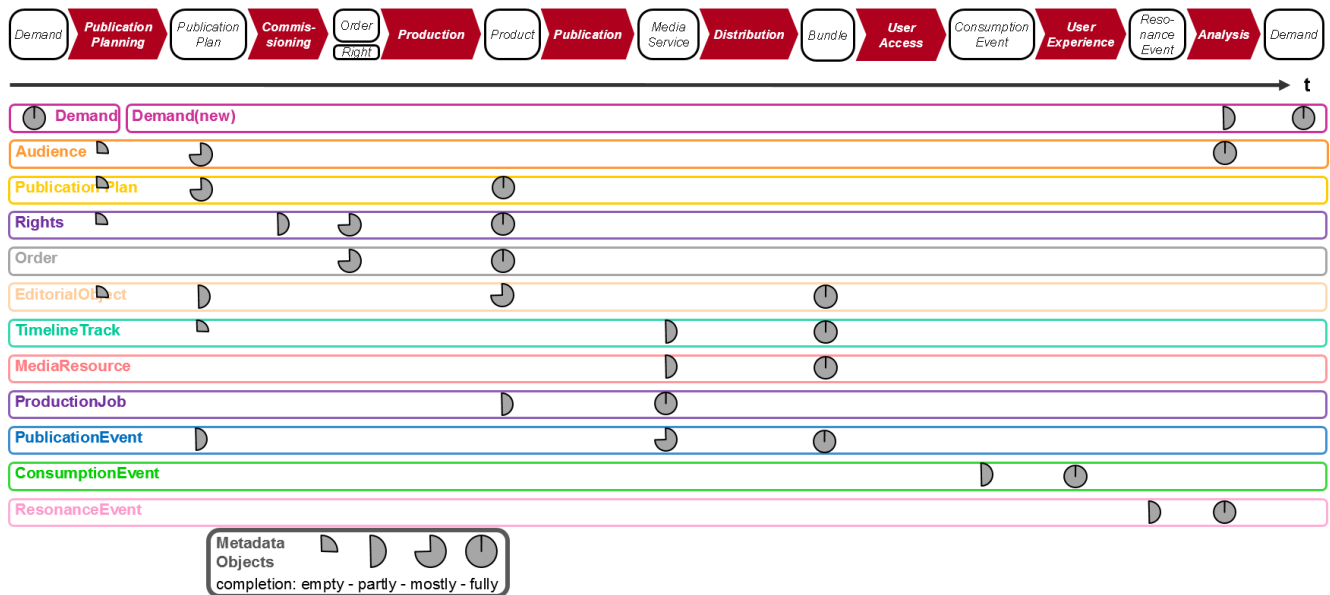 Demand
Publication
Planning
Publication
Plan
Commis-
sioning
Order
Right
Production
Product
Publication
Media
Service
Distribution
Bundle
User
Access
Consumption
Event
User
Experience
Reso-
nance
Event
Analysis
Demand
t
Demand
Demand(new)
Audience
Publication Plan
Rights
Order
EditorialObject
TimelineTrack
MediaResource
ProductionJob
PublicationEvent
ConsumptionEvent
ResonanceEvent
Metadata
Objects
completion: empty - partly - mostly - fully